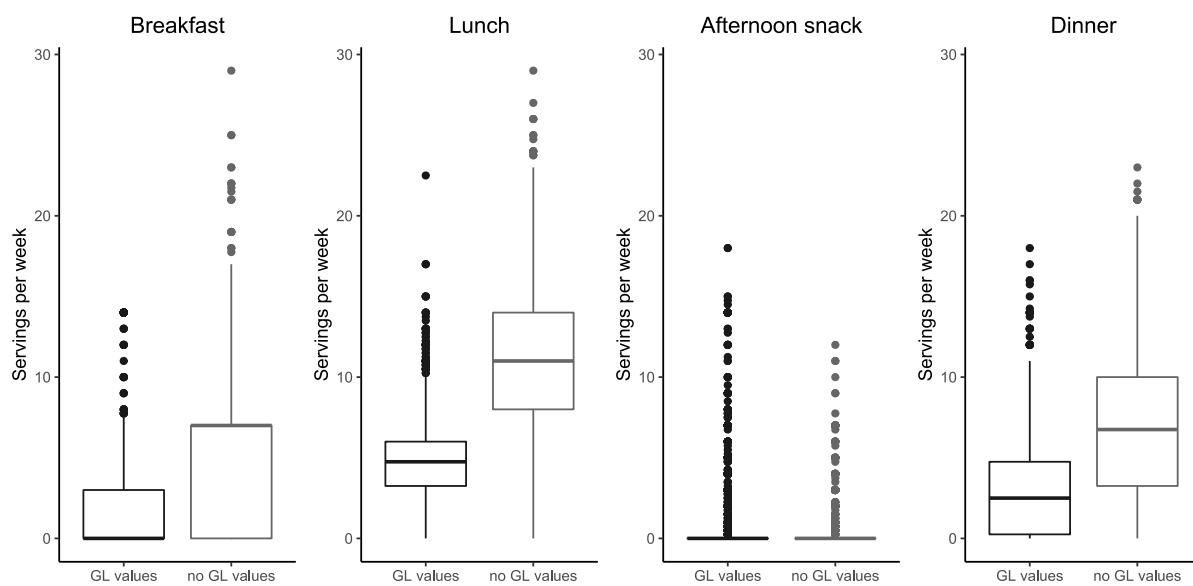 Breakfast
Lunch
Afternoon snack
Dinner
Servings per week
30
20
10
0
GL values
no GL values
Servings per week
30
20
10
0
GL values
no GL values
Servings per week
30
20
10
0
GL values
no GL values
Servings per week
30
20
10
0
GL values
no GL values